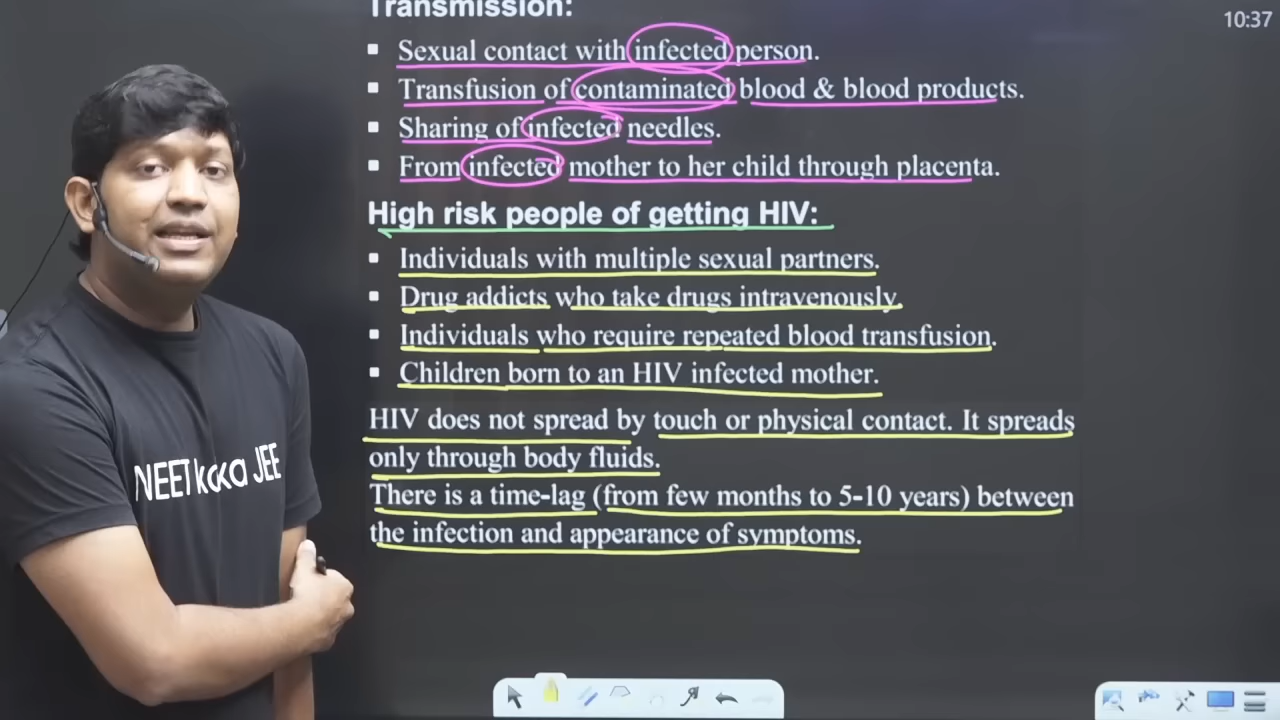 Transmission:
10:37
▪ Sexual contact with infected person.
▪ Transfusion of contaminated blood & blood products.
▪ Sharing of infected needles.
▪ From infected mother to her child through placenta.
High risk people of getting HIV:
▪ Individuals with multiple sexual partners.
▪ Drug addicts who take drugs intravenously.
▪ Individuals who require repeated blood transfusion.
▪ Children born to an HIV infected mother.
HIV does not spread by touch or physical contact. It spreads
only through body fluids.
There is a time-lag (from few months to 5-10 years) between
the infection and appearance of symptoms.
NEET kaka JEE